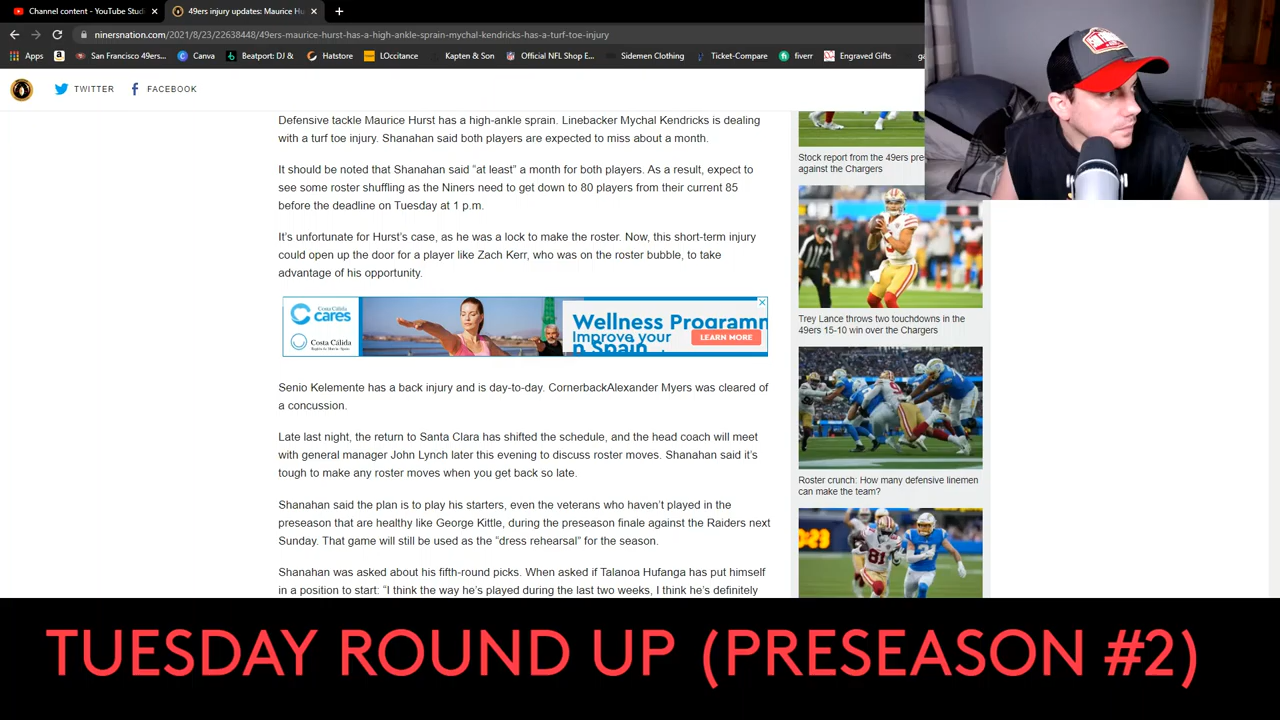 Channel content - YouTube Studi
49ers injury updates: Maurice Hu
ninersnation.com/2021/8/23/22638448/49ers-maurice-hurst-has-a-high-ankle-sprain-mychal-kendricks-has-a-turf-toe-injury
Apps
San Francisco 49ers...
Canva
Beatport: DJ &
Hatstore
LOccitane
Kapten & Son
Official NFL Shop E...
Sidemen Clothing
Ticket-Compare
fiverr
Engraved Gifts
TWITTER
FACEBOOK
Defensive tackle Maurice Hurst has a high-ankle sprain. Linebacker Mychal Kendricks is dealing
with a turf toe injury. Shanahan said both players are expected to miss about a month.
It should be noted that Shanahan said “at least” a month for both players. As a result, expect to
see some roster shuffling as the Niners need to get down to 80 players from their current 85
before the deadline on Tuesday at 1 p.m.
It’s unfortunate for Hurst’s case, as he was a lock to make the roster. Now, this short-term injury
could open up the door for a player like Zach Kerr, who was on the roster bubble, to take
advantage of his opportunity.
Costa Cálida
cares
Costa Cálida
Wellness Programm
Improve your
n Spain
LEARN MORE
Senio Kelemente has a back injury and is day-to-day. CornerbackAlexander Myers was cleared of
a concussion.
Late last night, the return to Santa Clara has shifted the schedule, and the head coach will meet
with general manager John Lynch later this evening to discuss roster moves. Shanahan said it’s
tough to make any roster moves when you get back so late.
Shanahan said the plan is to play his starters, even the veterans who haven’t played in the
preseason that are healthy like George Kittle, during the preseason finale against the Raiders next
Sunday. That game will still be used as the “dress rehearsal” for the season.
Shanahan was asked about his fifth-round picks. When asked if Talanoa Hufanga has put himself
in a position to start: “I think the way he’s played during the last two weeks, I think he’s definitely
Stock report from the 49ers pre
against the Chargers
Trey Lance throws two touchdowns in the
49ers 15-10 win over the Chargers
Roster crunch: How many defensive linemen
can make the team?
81
TUESDAY ROUND UP (PRESEASON #2)